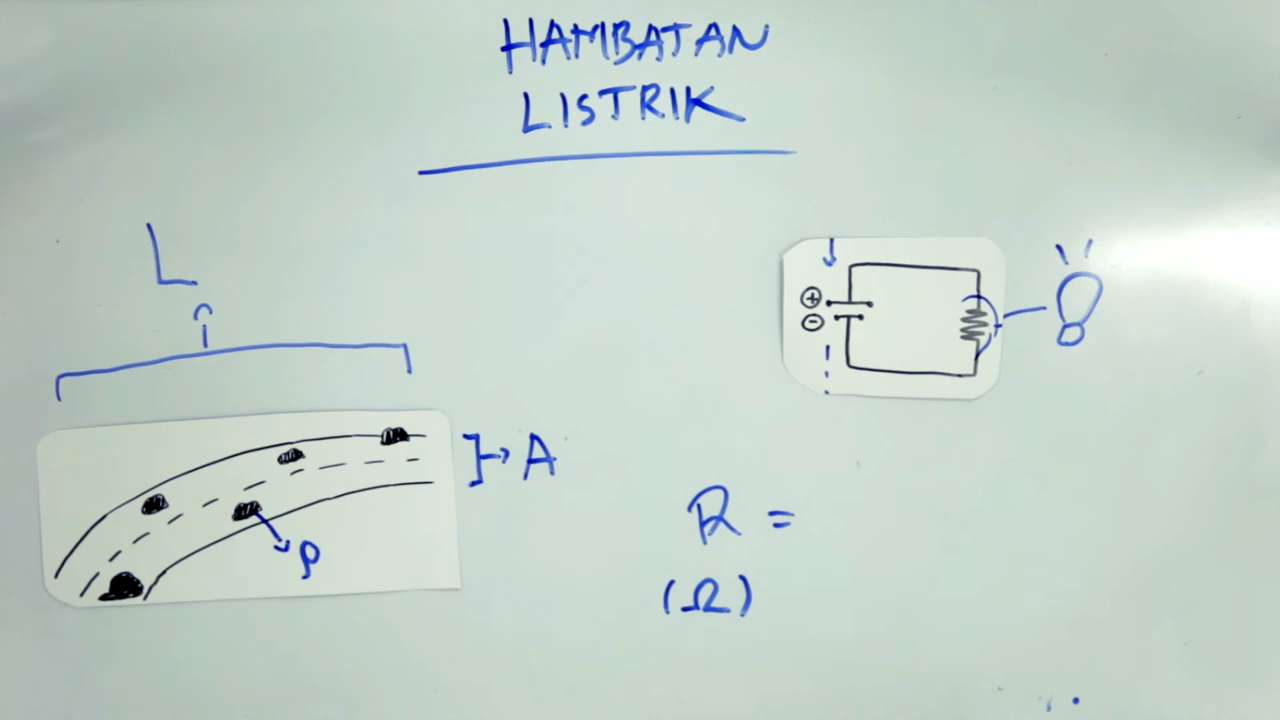 HAMBATAN
LISTRIK
L
+
-
A
ρ
R =
(Ω)